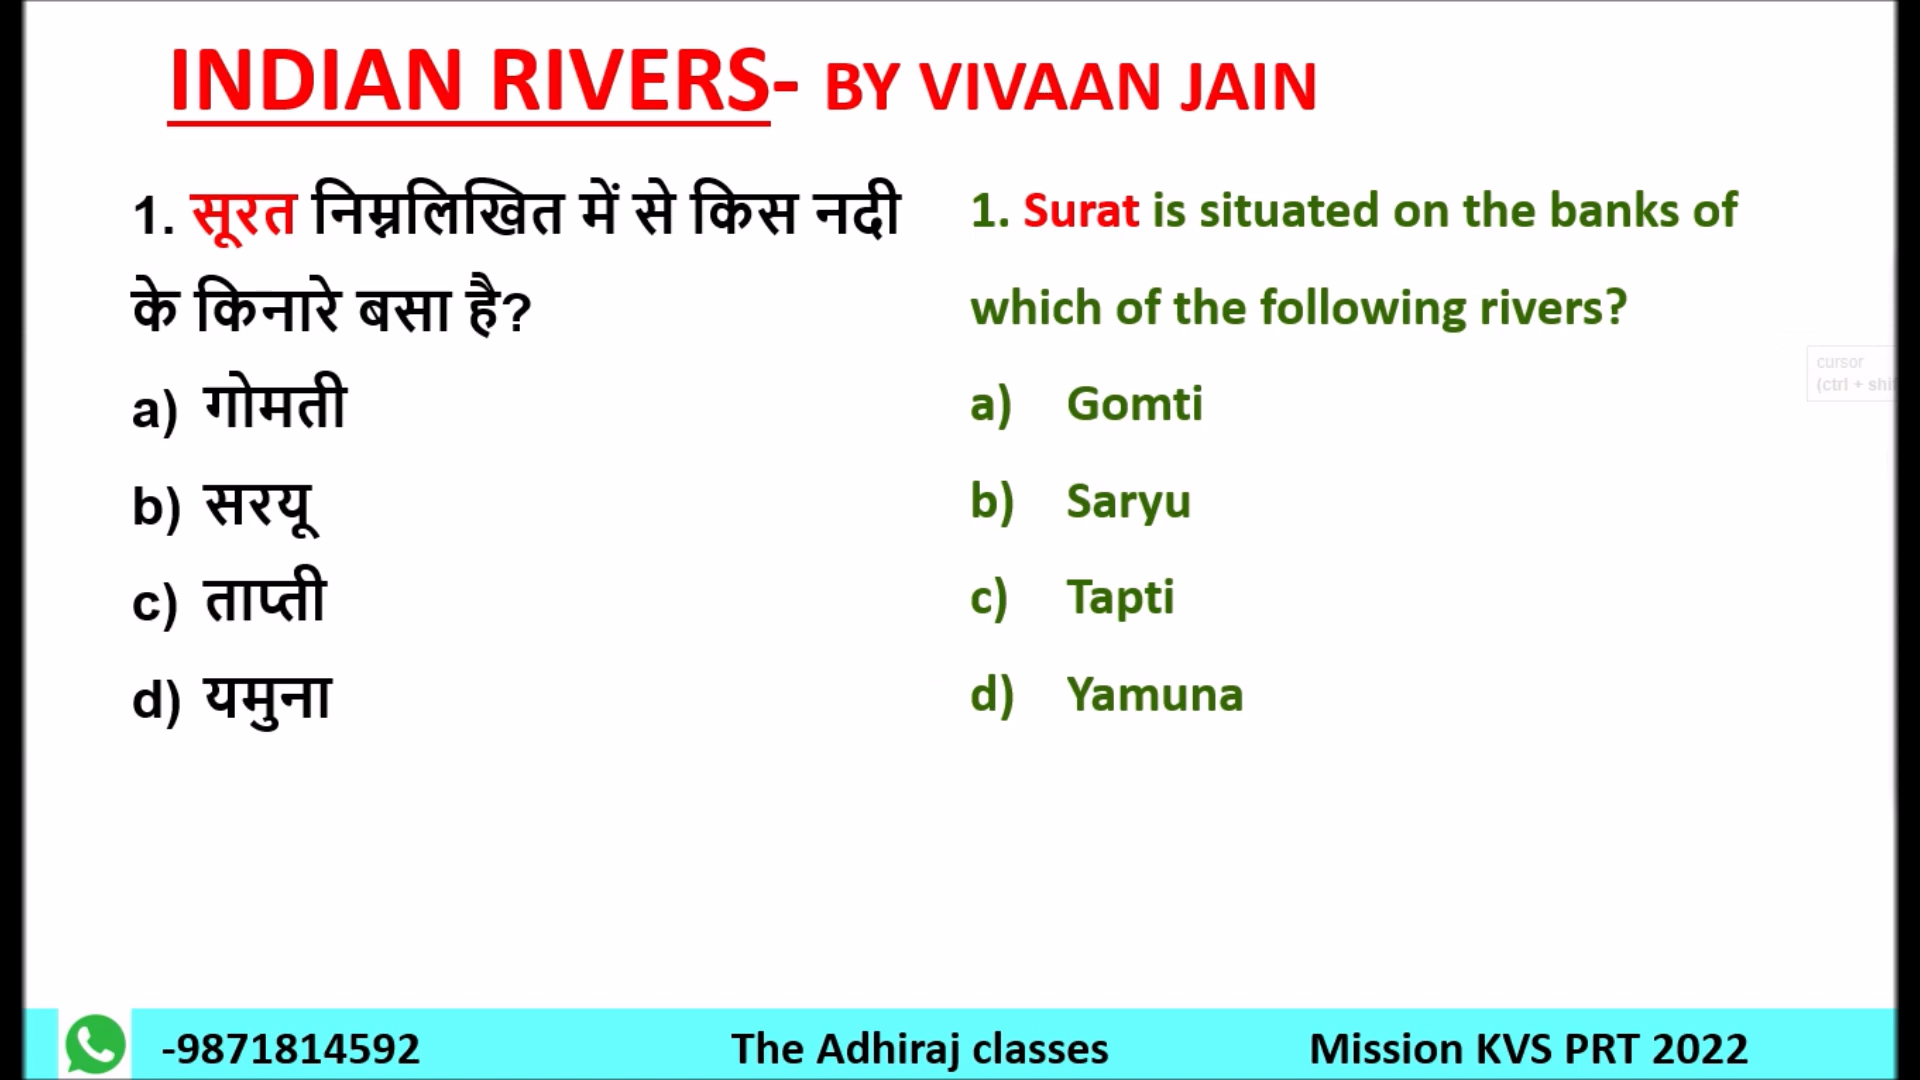 INDIAN RIVERS- BY VIVAAN JAIN
1. सूरत निम्नलिखित में से किस नदी
के किनारे बसा है?
a) गोमती
b) सरयू
c) ताप्ती
d) यमुना
1. Surat is situated on the banks of
which of the following rivers?
a) Gomti
b) Saryu
c) Tapti
d) Yamuna
cursor
(ctrl + shi
-9871814592
The Adhiraj classes
Mission KVS PRT 2022